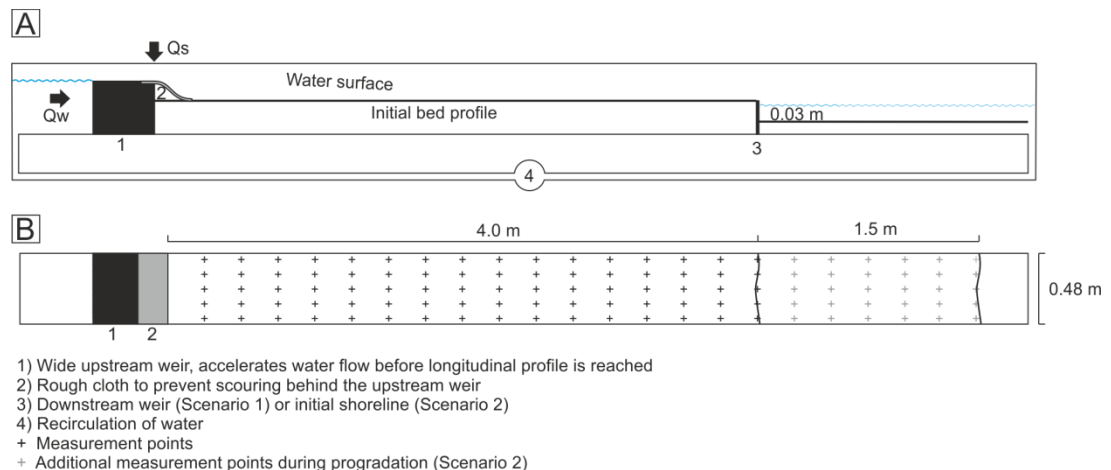 A
Qs
Water surface
2
Qw
Initial bed profile
0.03 m
1
3
4
B
4.0 m
1.5 m
0.48 m
1
2
1) Wide upstream weir, accelerates water flow before longitudinal profile is reached
2) Rough cloth to prevent scouring behind the upstream weir
3) Downstream weir (Scenario 1) or initial shoreline (Scenario 2)
4) Recirculation of water
+ Measurement points
+ Additional measurement points during progradation (Scenario 2)